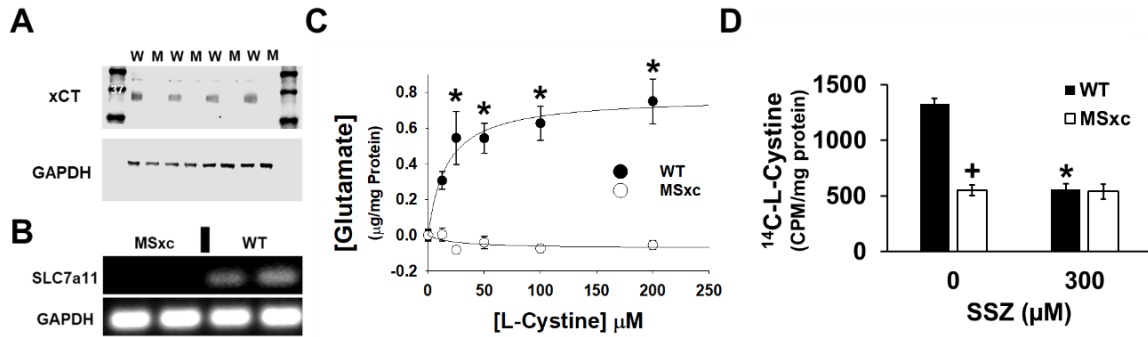 A
W M W M W M W M
xCT
37
GAPDH
B
MSxc
WT
SLC7a11
GAPDH
C
[Glutamate]
(µg/mg Protein)
0.8
0.6
0.4
0.2
0.0
-0.2
* * * * *
WT
MSxc
0 50 100 150 200 250
[L-Cystine] µM
D
14C-L-Cystine
(CPM/mg protein)
1500
1000
500
0
WT
MSxc
+ *
0 300
SSZ (µM)